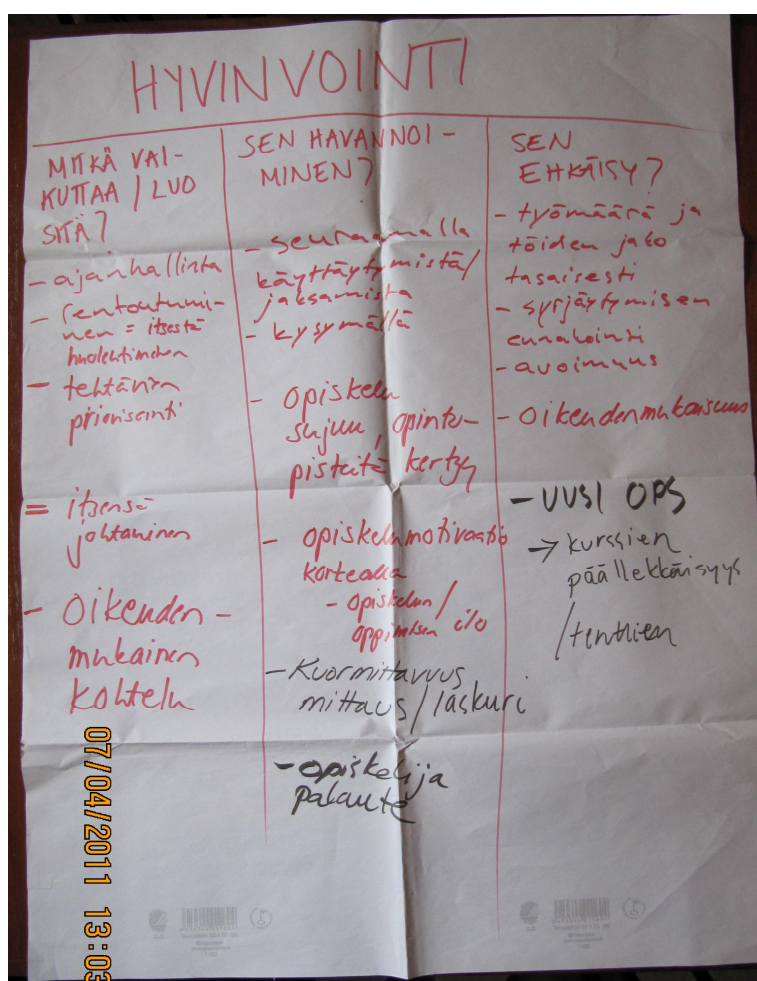 HYVINVOINTI
MITKÄ VAI-
KUTTAA / LUO
SITÄ?
- ajanhallinta
- rentoutumi-
nen = itsestä
huolehtiminen
- tehtävien
priorisointi
= itsensä
johtaminen
- Oikeuden-
mukainen
kohtelu
SEN HAVANNOI-
MINEN?
- seuraamalla
käyttäytymistä/
jaksamista
- kysymällä
- opiskelu
sujuu, opinto-
pisteitä kertyy
- opiskelumotivaatio
korkealla
- opiskelun/
oppimisen ilo
- Kuormittavuus
mittaus/laskuri
- opiskelija
palaute
SEN
EHKÄISY?
- työmäärä ja
töiden jako
tasaisesti
- syrjäytymisen
ennakointi
- avoimuus
- oikeudenmukaisuus
- UUSI OPS
→ kurssien
päällekkäisyys
/tenttien
07/04/2011 13:03